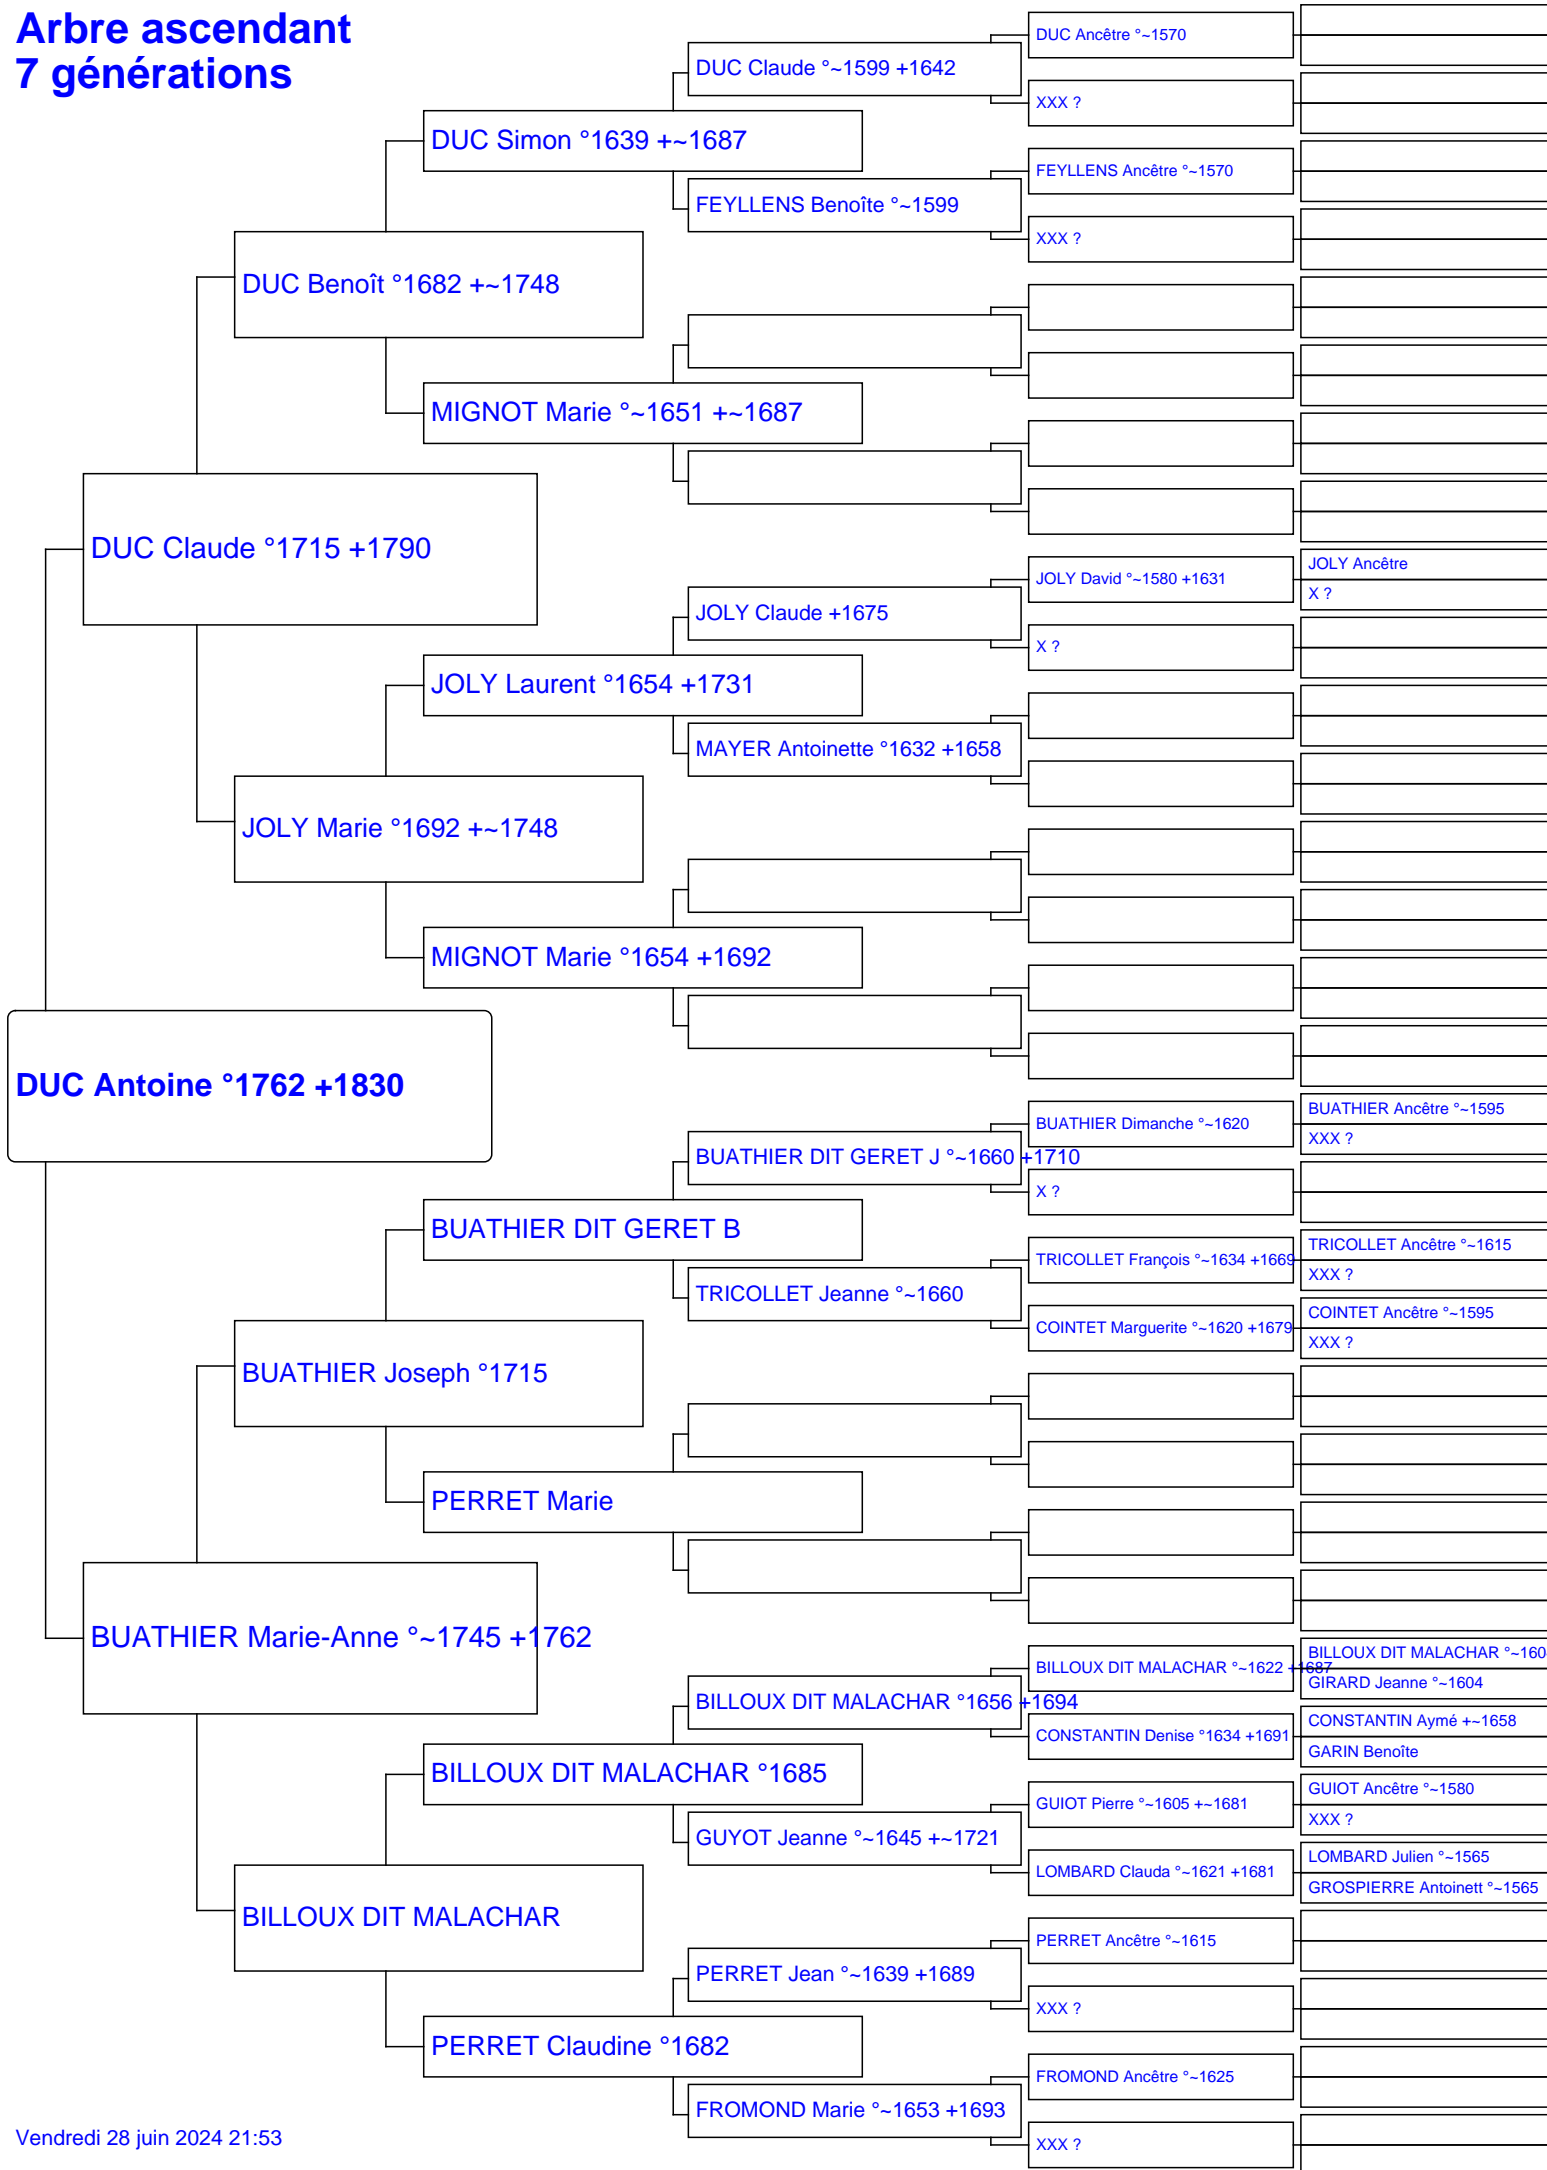 Arbre ascendant
7 générations
DUC Ancêtre °~1570
DUC Claude °~1599 +1642
XXX ?
DUC Simon °1639 +~1687
FEYLLENS Ancêtre °~1570
FEYLLENS Benoîte °~1599
XXX ?
DUC Benoît °1682 +~1748
MIGNOT Marie °~1651 +~1687
DUC Claude °1715 +1790
JOLY Ancêtre
JOLY David °~1580 +1631
X ?
JOLY Claude +1675
X ?
JOLY Laurent °1654 +1731
MAYER Antoinette °1632 +1658
JOLY Marie °1692 +~1748
MIGNOT Marie °1654 +1692
DUC Antoine °1762 +1830
BUATHIER Ancêtre °~1595
BUATHIER Dimanche °~1620
XXX ?
BUATHIER DIT GERET J °~1660 +1710
X ?
BUATHIER DIT GERET B
TRICOLLET Ancêtre °~1615
TRICOLLET François °~1634 +1669
XXX ?
TRICOLLET Jeanne °~1660
COINTET Ancêtre °~1595
COINTET Marguerite °~1620 +1679
XXX ?
BUATHIER Joseph °1715
PERRET Marie
BUATHIER Marie-Anne °~1745 +1762
BILLOUX DIT MALACHAR °~160
BILLOUX DIT MALACHAR °~1622 +1687
GIRARD Jeanne °~1604
BILLOUX DIT MALACHAR °1656 +1694
CONSTANTIN Aymé +~1658
CONSTANTIN Denise °1634 +1691
GARIN Benoîte
BILLOUX DIT MALACHAR °1685
GUIOT Ancêtre °~1580
GUIOT Pierre °~1605 +~1681
XXX ?
GUYOT Jeanne °~1645 +~1721
LOMBARD Julien °~1565
LOMBARD Clauda °~1621 +1681
GROSPIERRE Antoinett °~1565
BILLOUX DIT MALACHAR
PERRET Ancêtre °~1615
PERRET Jean °~1639 +1689
XXX ?
PERRET Claudine °1682
FROMOND Ancêtre °~1625
FROMOND Marie °~1653 +1693
XXX ?
Vendredi 28 juin 2024 21:53